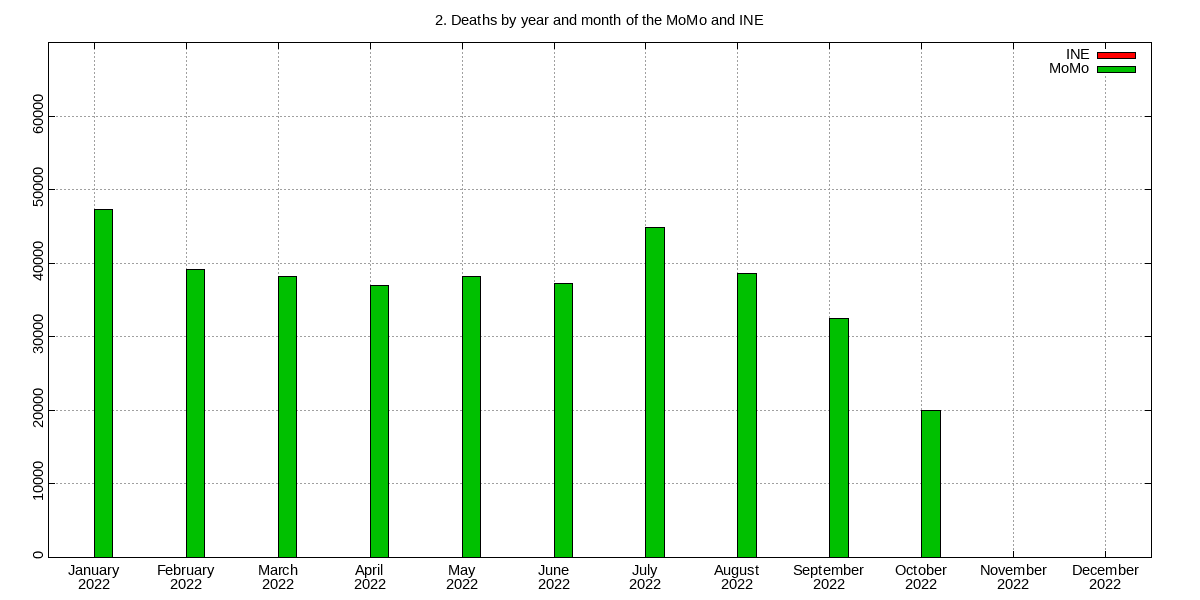 2. Deaths by year and month of the MoMo and INE
INE
MoMo
60000
50000
40000
30000
20000
10000
0
January February March April May June July August September October November December
2022 2022 2022 2022 2022 2022 2022 2022 2022 2022 2022 2022